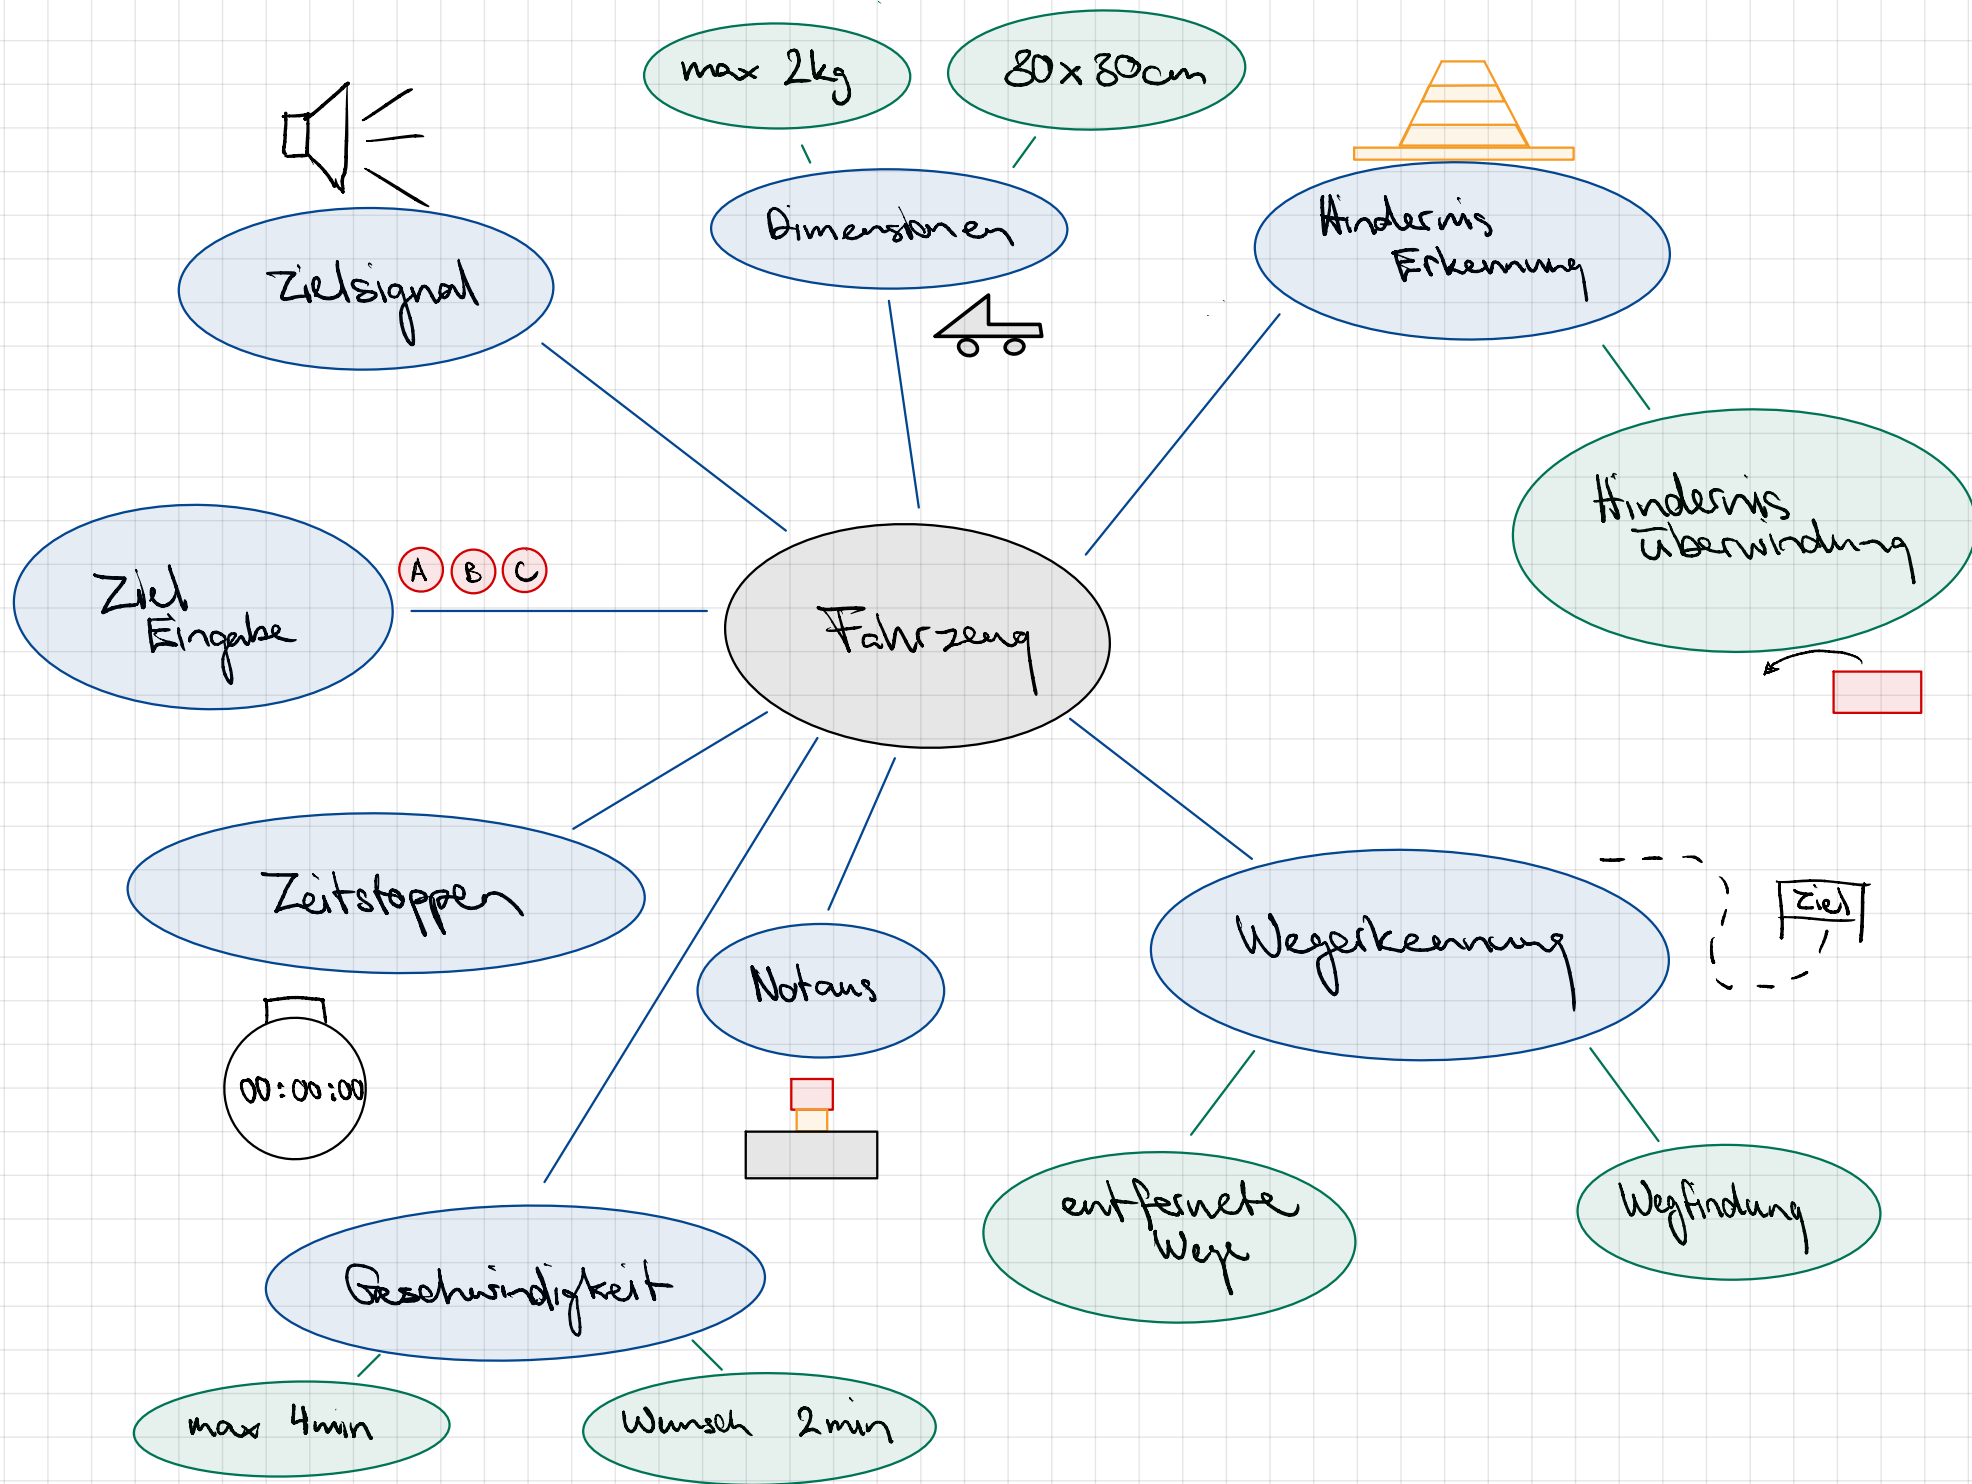 max 2kg
30x30cm
Dimensionen
Hindernis
Erkennung
Zielsignal
Hindernis
überwindung
A B C
Ziel
Eingabe
Fahrzeug
Zeitstoppen
Wegerkennung
Ziel
Notaus
00:00:00
entfernete
Wege
Wegfindung
Geschwindigkeit
max 4min
Wunsch 2min